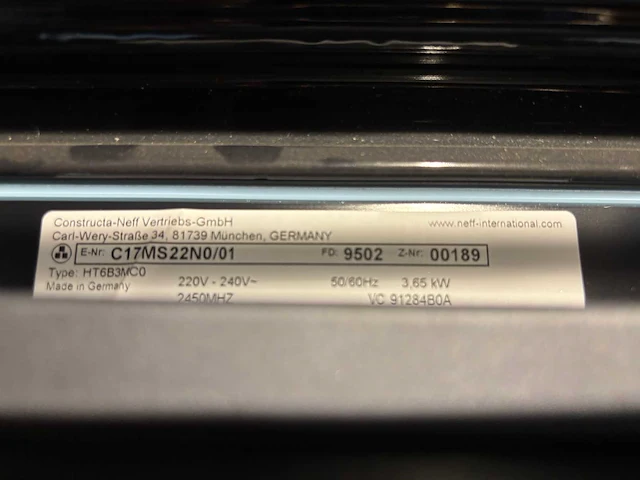 Constructa-Neff Vertriebs-GmbH www.neff-international.com
Carl-Wery-Straße 34, 81739 München, GERMANY
E-Nr: C17MS22N0/01 FD: 9502 Z-Nr: 00189
Type: HT6B3MC0
Made in Germany 220V - 240V~ 50/60Hz 3,65 kW
2450MHZ VC 91284B0A